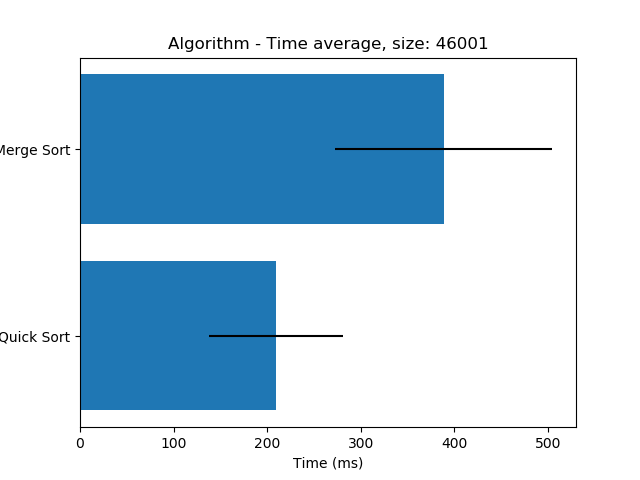 Algorithm - Time average, size: 46001
Merge Sort
Quick Sort
0 100 200 300 400 500
Time (ms)